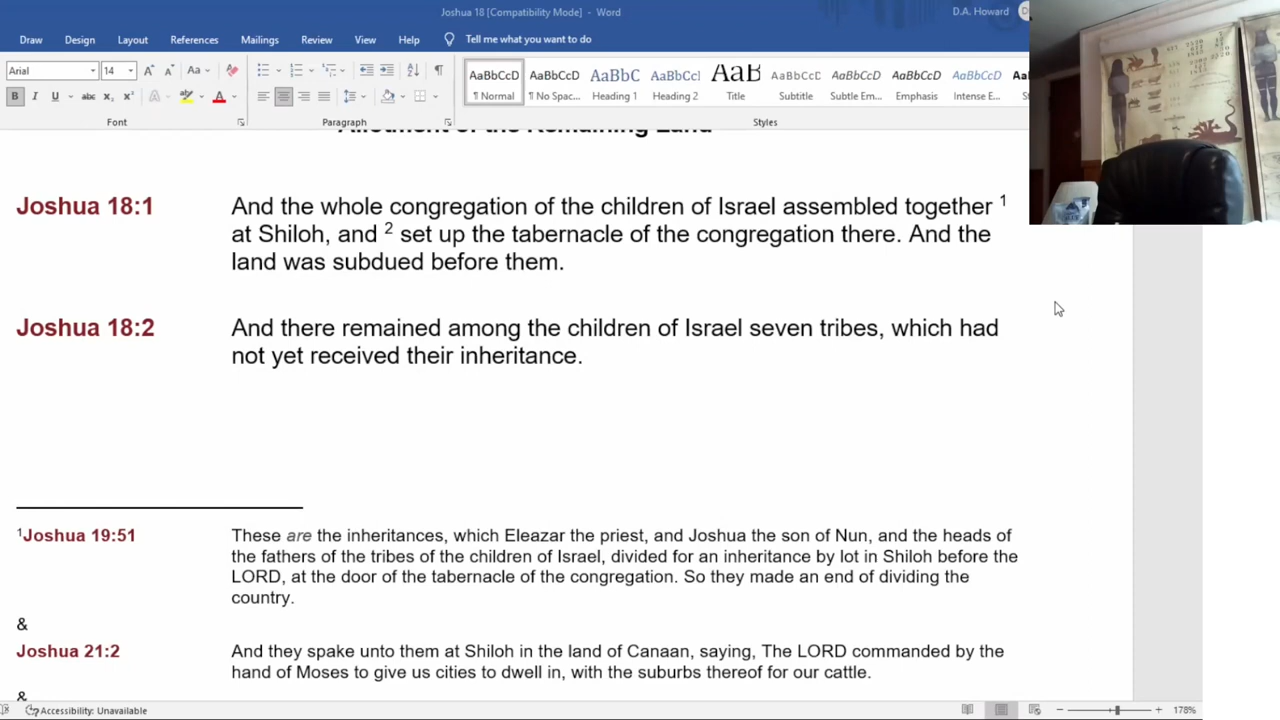 Joshua 18 [Compatibility Mode] - Word
D.A. Howard
Draw Design Layout References Mailings Review View Help Tell me what you want to do
Arial 14
AaBbCcD AaBbCcD AaBbC AaBbCcl AaB AaBbCcD AaBbCcD AaBbCcD AaBbCcD
¶ Normal ¶ No Spac... Heading 1 Heading 2 Title Subtitle Subtle Em... Emphasis Intense E...
Font Paragraph Styles
Allotment of the Remaining Land
Joshua 18:1 And the whole congregation of the children of Israel assembled together 1
at Shiloh, and 2 set up the tabernacle of the congregation there. And the
land was subdued before them.
Joshua 18:2 And there remained among the children of Israel seven tribes, which had
not yet received their inheritance.
1Joshua 19:51 These are the inheritances, which Eleazar the priest, and Joshua the son of Nun, and the heads of
the fathers of the tribes of the children of Israel, divided for an inheritance by lot in Shiloh before the
LORD, at the door of the tabernacle of the congregation. So they made an end of dividing the
country.
&
Joshua 21:2 And they spake unto them at Shiloh in the land of Canaan, saying, The LORD commanded by the
hand of Moses to give us cities to dwell in, with the suburbs thereof for our cattle.
&
Accessibility: Unavailable
178%